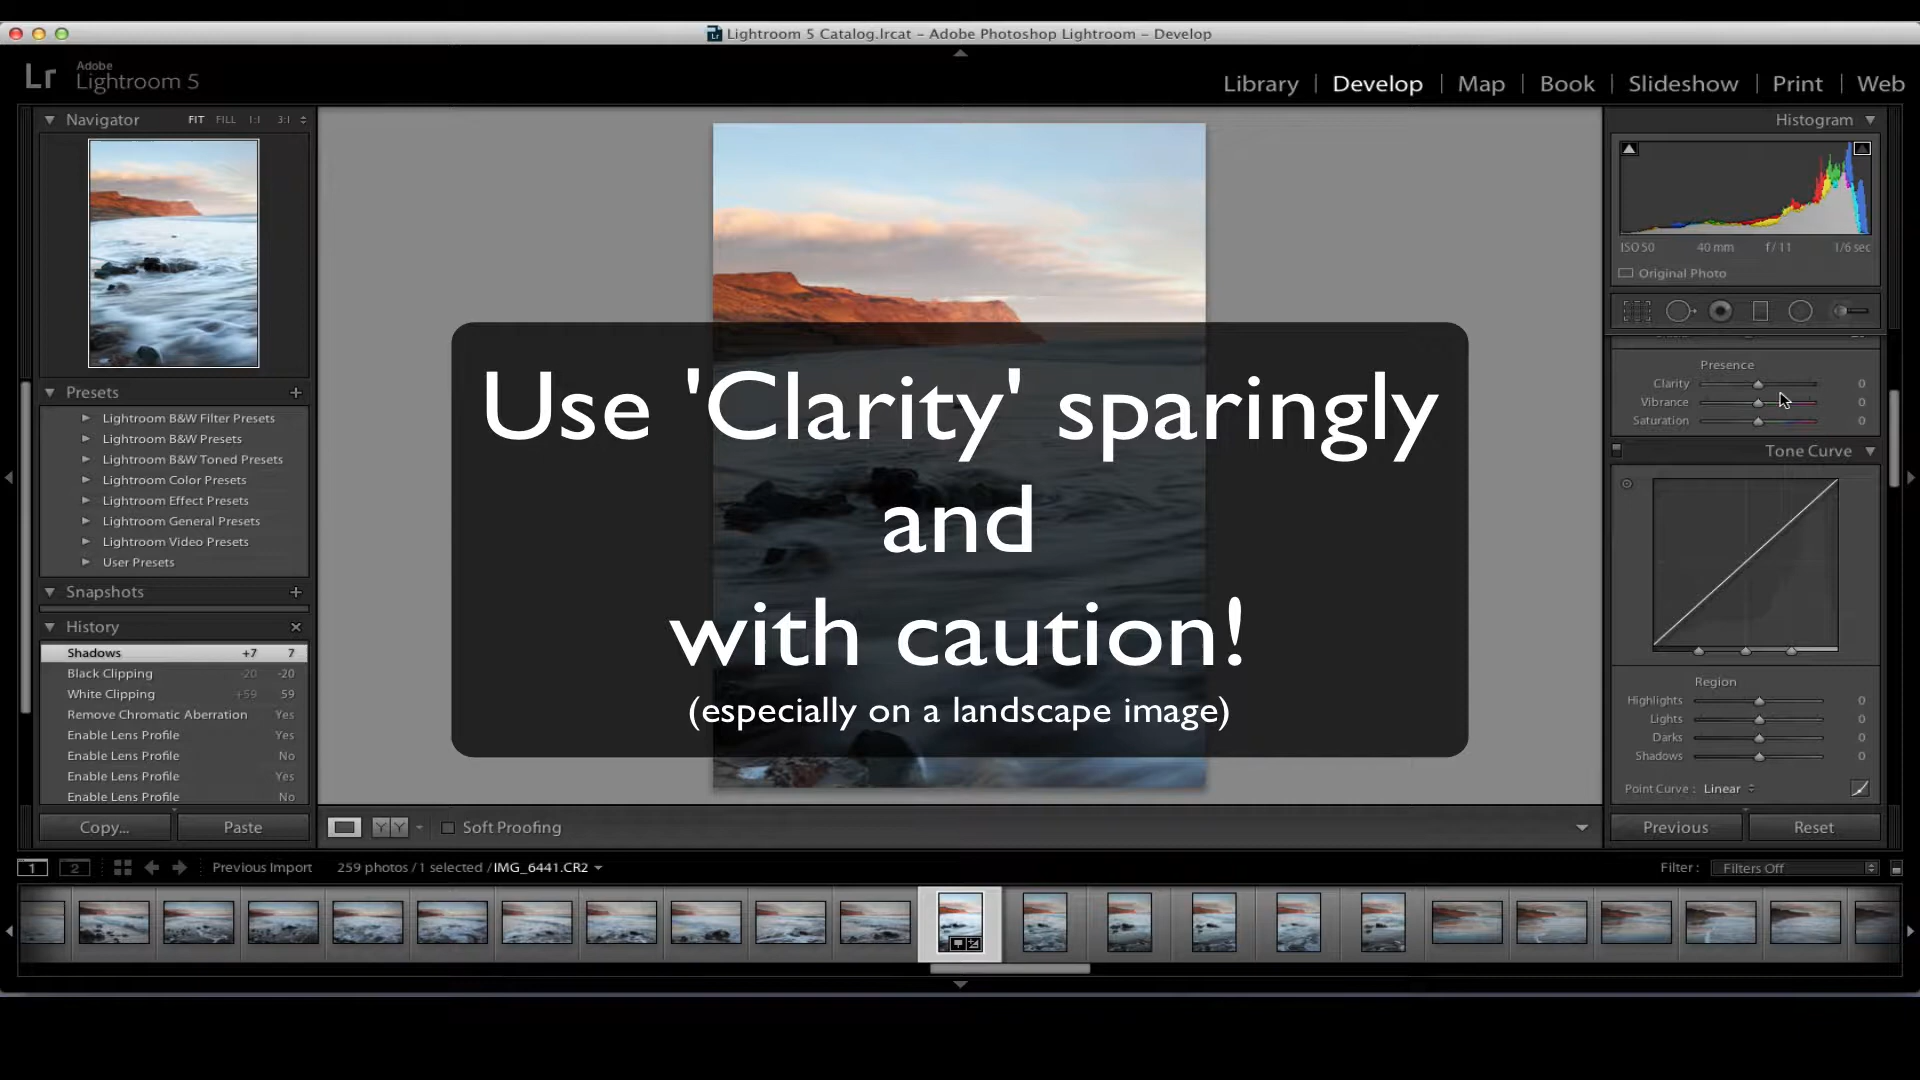 Lightroom 5 Catalog.lrcat – Adobe Photoshop Lightroom – Develop
Lr Adobe Lightroom 5
Library | Develop | Map | Book | Slideshow | Print | Web
Navigator FIT FILL 1:1 3:1
Presets +
Lightroom B&W Filter Presets
Lightroom B&W Presets
Lightroom B&W Toned Presets
Lightroom Color Presets
Lightroom Effect Presets
Lightroom General Presets
Lightroom Video Presets
User Presets
Snapshots +
History ×
Shadows +7 7
Black Clipping -20 -20
White Clipping +59 59
Remove Chromatic Aberration Yes
Enable Lens Profile Yes
Enable Lens Profile No
Enable Lens Profile Yes
Enable Lens Profile No
Copy... Paste
Use 'Clarity' sparingly
and
with caution!
(especially on a landscape image)
Y Y Soft Proofing
Histogram
ISO 50 40 mm f / 11 1/6 sec
Original Photo
Presence
Clarity 0
Vibrance 0
Saturation 0
Tone Curve
Region
Highlights 0
Lights 0
Darks 0
Shadows 0
Point Curve : Linear
Previous Reset
1 2 Previous Import 259 photos / 1 selected / IMG_6441.CR2 Filter : Filters Off